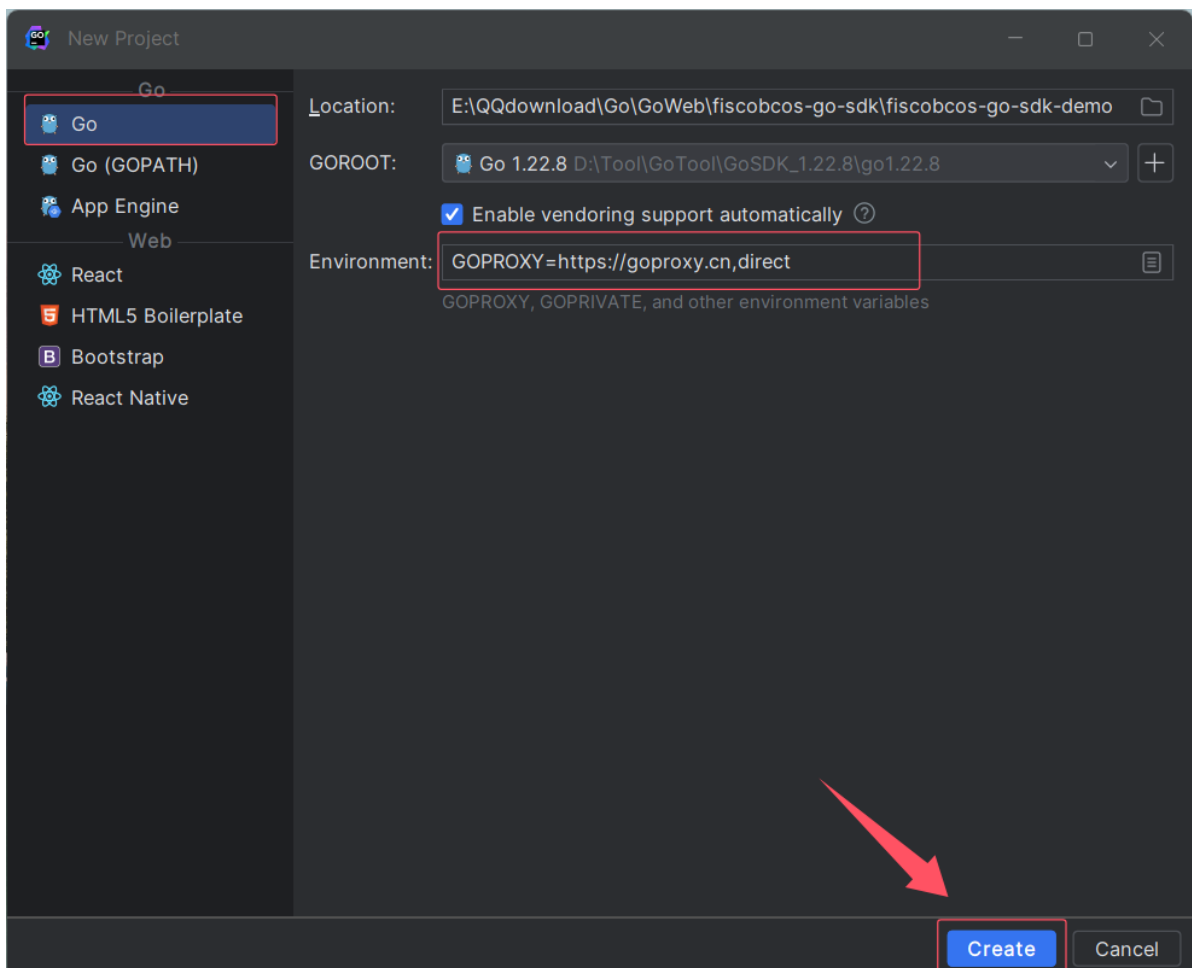 New Project
Go
Go
Go (GOPATH)
App Engine
Web
React
HTML5 Boilerplate
Bootstrap
React Native
Location: E:\QQdownload\Go\GoWeb\fiscobcos-go-sdk\fiscobcos-go-sdk-demo
GOROOT: Go 1.22.8 D:\Tool\GoTool\GoSDK_1.22.8\go1.22.8
Enable vendoring support automatically
Environment: GOPROXY=https://goproxy.cn,direct
GOPROXY, GOPRIVATE, and other environment variables
Create Cancel